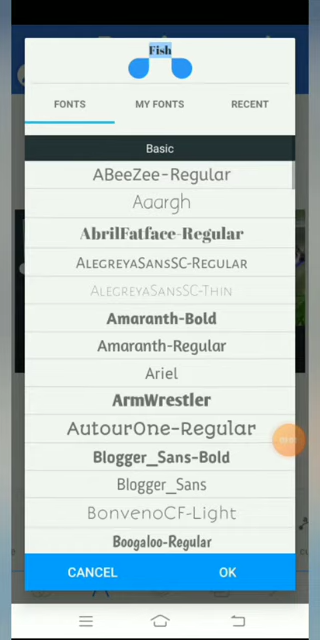 Fish
FONTS MY FONTS RECENT
Basic
ABeeZee-Regular
Aaargh
AbrilFatface-Regular
AlegreyaSansSC-Regular
AlegreyaSansSC-Thin
Amaranth-Bold
Amaranth-Regular
Ariel
ArmWrestler
AutourOne-Regular
Blogger_Sans-Bold
Blogger_Sans
BonvenoCF-Light
Boogaloo-Regular
CANCEL OK